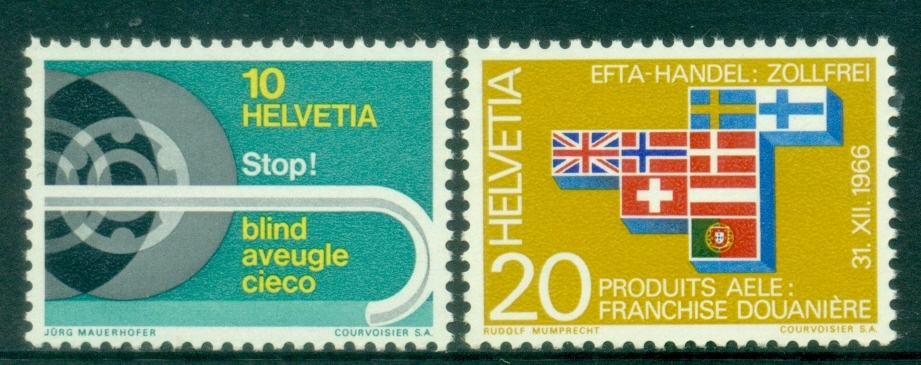 10
HELVETIA
Stop!
blind
aveugle
cieco
JÜRG MAUERHOFER
COURVOISIER S.A.
HELVETIA
EFTA-HANDEL: ZOLLFREI
31. XII. 1966
20
PRODUITS AELE:
FRANCHISE DOUANIÈRE
RUDOLF MUMPRECHT
COURVOISIER S.A.